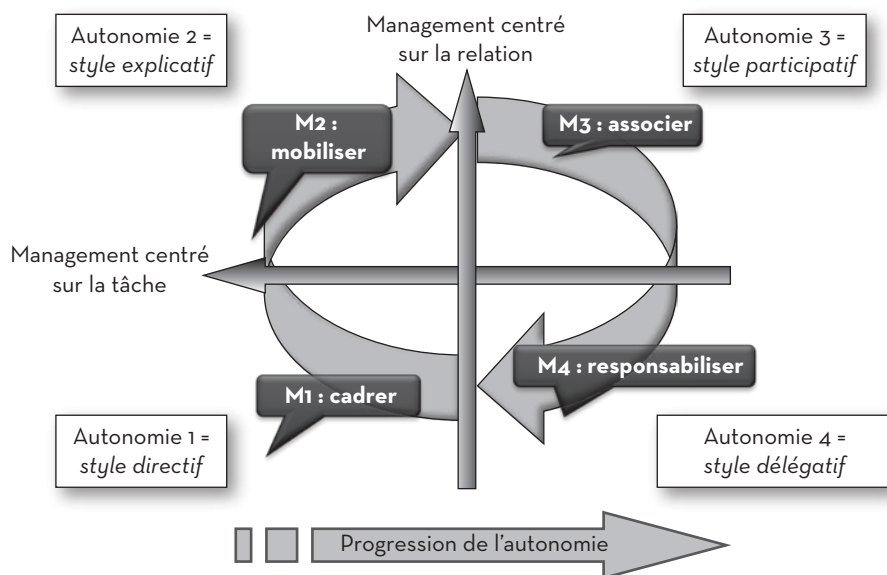 Management centré
sur la relation
Autonomie 2 =
style explicatif
Autonomie 3 =
style participatif
M2 :
mobiliser
M3 : associer
Management centré
sur la tâche
M1 : cadrer
M4 : responsabiliser
Autonomie 1 =
style directif
Autonomie 4 =
style délégatif
Progression de l’autonomie